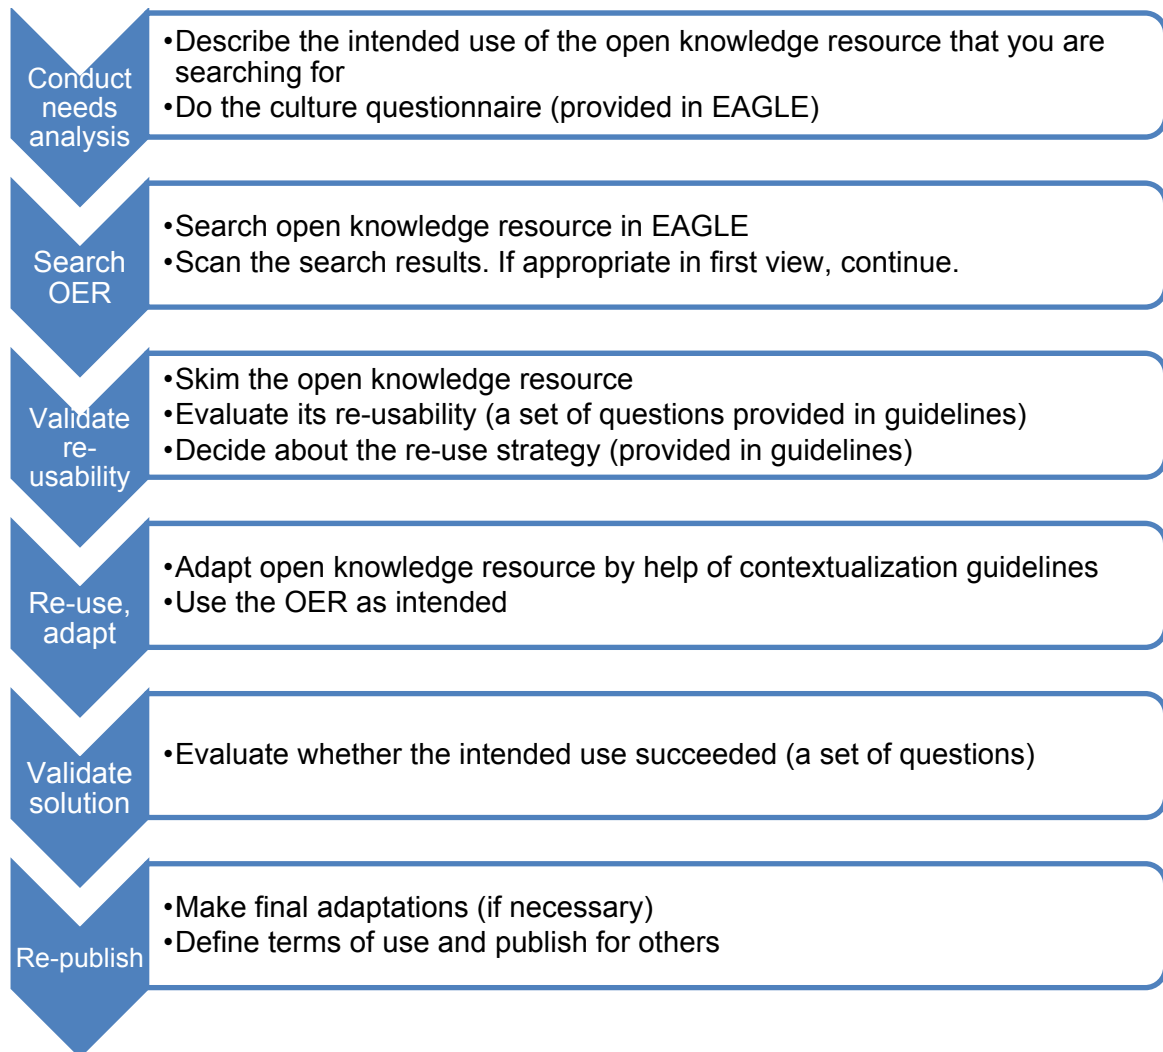 Conduct
needs
analysis
•Describe the intended use of the open knowledge resource that you are
searching for
•Do the culture questionnaire (provided in EAGLE)
Search
OER
•Search open knowledge resource in EAGLE
•Scan the search results. If appropriate in first view, continue.
Validate
re-
usability
•Skim the open knowledge resource
•Evaluate its re-usability (a set of questions provided in guidelines)
•Decide about the re-use strategy (provided in guidelines)
Re-use,
adapt
•Adapt open knowledge resource by help of contextualization guidelines
•Use the OER as intended
Validate
solution
•Evaluate whether the intended use succeeded (a set of questions)
Re-publish
•Make final adaptations (if necessary)
•Define terms of use and publish for others